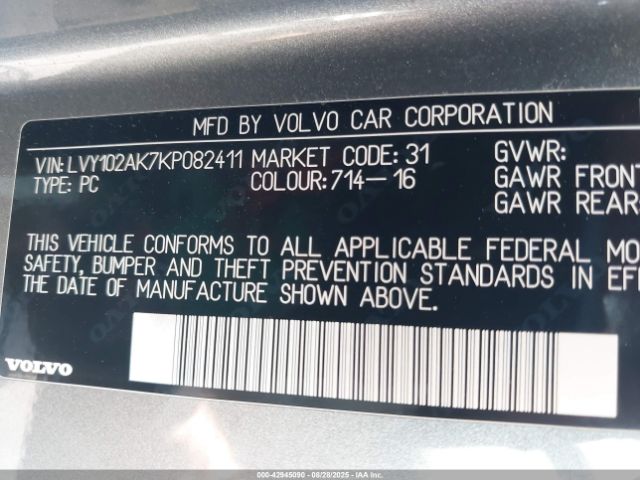 MFD BY VOLVO CAR CORPORATION
VIN: LVY102AK7KP082411 MARKET CODE: 31 GVWR:
TYPE: PC COLOUR: 714-16 GAWR FRONT
GAWR REAR:
THIS VEHICLE CONFORMS TO ALL APPLICABLE FEDERAL MO
SAFETY, BUMPER AND THEFT PREVENTION STANDARDS IN EFF
THE DATE OF MANUFACTURE SHOWN ABOVE.
VOLVO
000-42945090 - 08/28/2025 - IAA Corp.